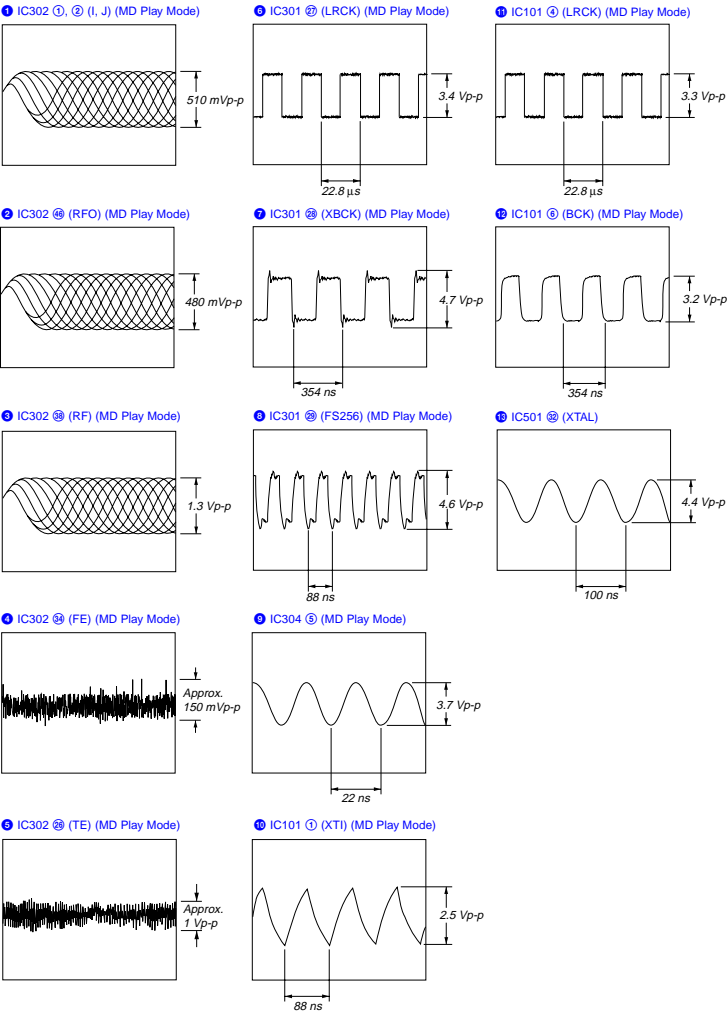 ❶ IC302 ①, ② (I, J) (MD Play Mode)
510 mVp-p
❷ IC302 ㊻ (RFO) (MD Play Mode)
480 mVp-p
❸ IC302 ㊳ (RF) (MD Play Mode)
1.3 Vp-p
❹ IC302 ㉞ (FE) (MD Play Mode)
Approx.
150 mVp-p
❺ IC302 ㉖ (TE) (MD Play Mode)
Approx.
1 Vp-p
❻ IC301 ㉗ (LRCK) (MD Play Mode)
3.4 Vp-p
22.8 µs
❼ IC301 ㉘ (XBCK) (MD Play Mode)
4.7 Vp-p
354 ns
❽ IC301 ㉙ (FS256) (MD Play Mode)
4.6 Vp-p
88 ns
❾ IC304 ⑤ (MD Play Mode)
3.7 Vp-p
22 ns
❿ IC101 ① (XTI) (MD Play Mode)
2.5 Vp-p
88 ns
⓫ IC101 ④ (LRCK) (MD Play Mode)
3.3 Vp-p
22.8 µs
⓬ IC101 ⑥ (BCK) (MD Play Mode)
3.2 Vp-p
354 ns
⓭ IC501 ㉜ (XTAL)
4.4 Vp-p
100 ns